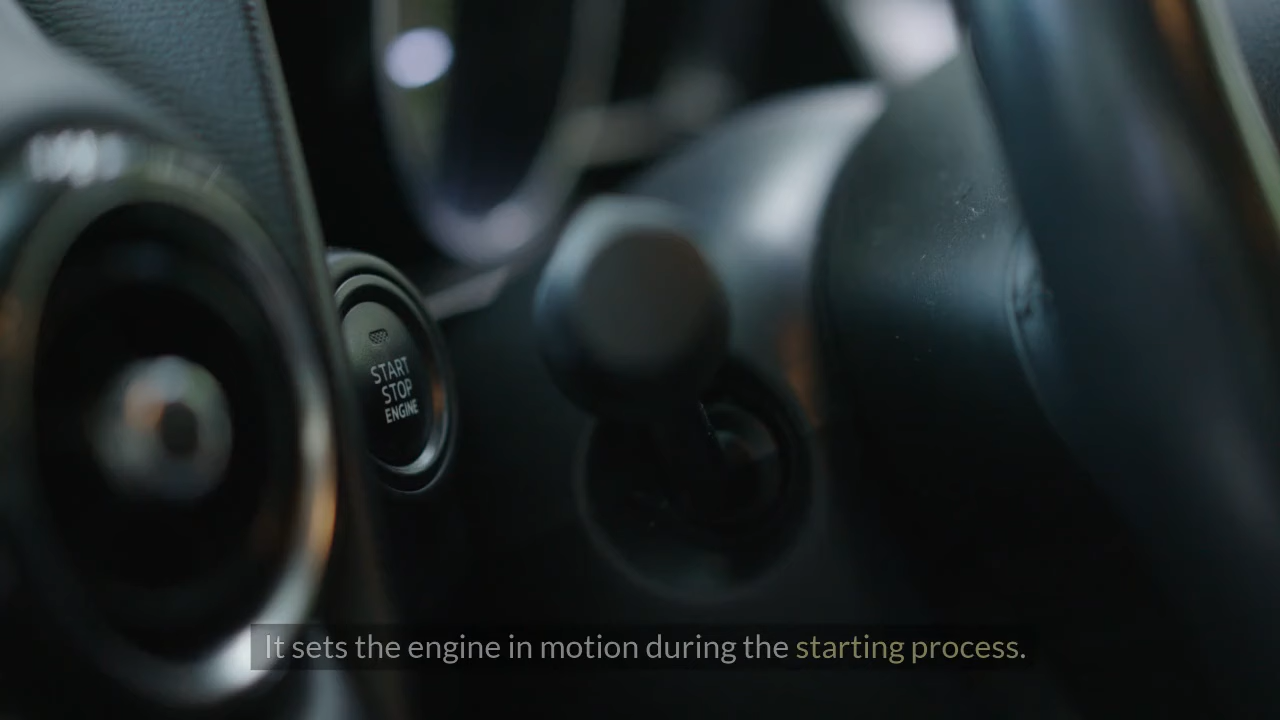 START
STOP
ENGINE
It sets the engine in motion during the starting process.